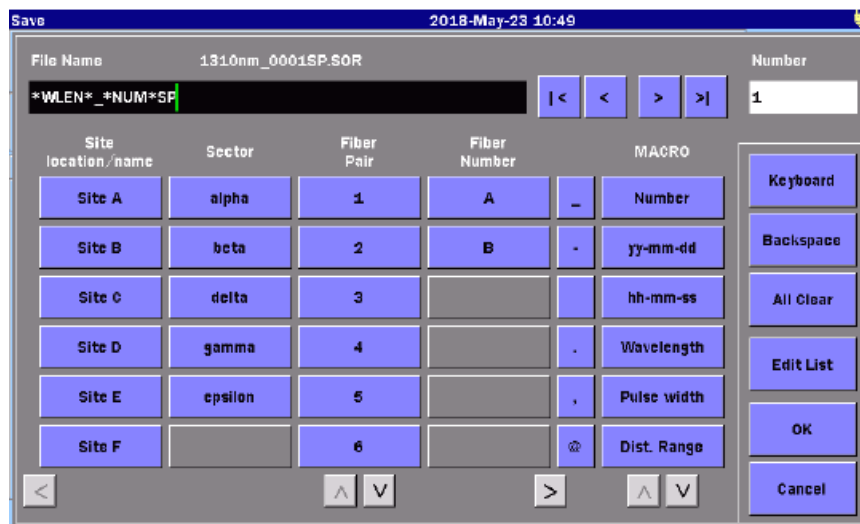 Save 2018-May-23 10:49
File Name 1310nm_0001SP.SOR Number
*WLEN*_*NUM*SP |< < > >| 1
Site location/name Sector Fiber Pair Fiber Number MACRO
Keyboard
Site A alpha 1 A _ Number
Backspace
Site B beta 2 B - yy-mm-dd
Site C delta 3 hh-mm-ss All Clear
Site D gamma 4 . Wavelength
Edit List
Site E epsilon 5 , Pulse width
OK
Site F 6 @ Dist. Range
< Λ V > Λ V Cancel